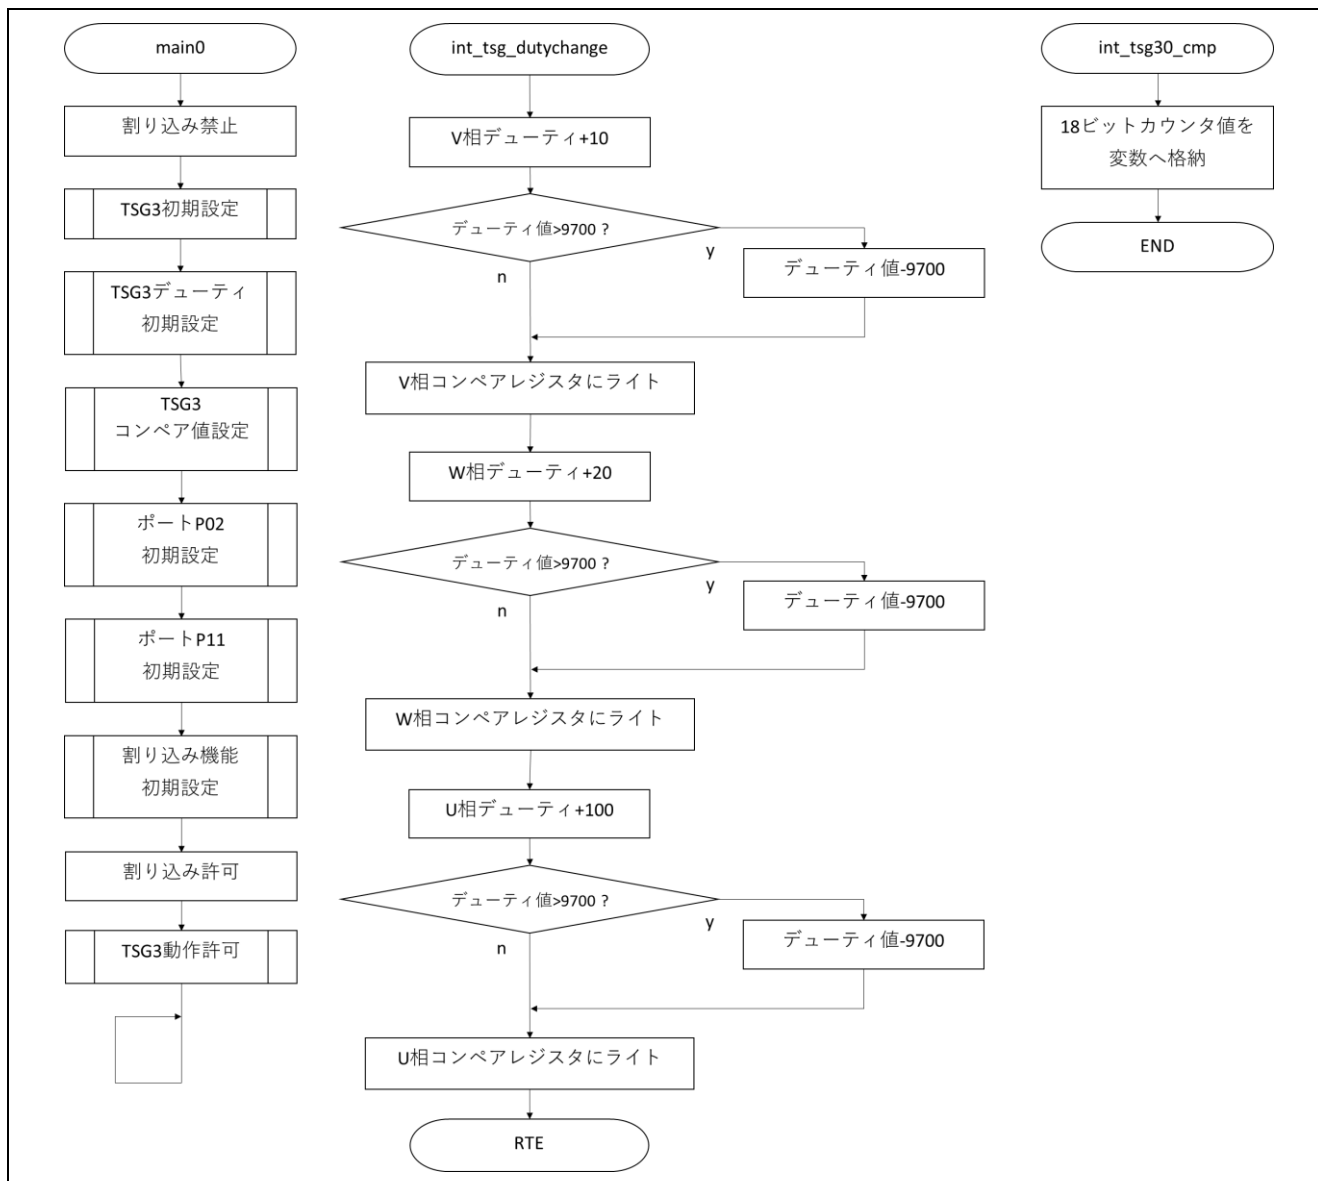 main0
割り込み禁止
TSG3初期設定
TSG3デューティ
初期設定
TSG3
コンペア値設定
ポートP02
初期設定
ポートP11
初期設定
割り込み機能
初期設定
割り込み許可
TSG3動作許可
int_tsg_dutychange
V相デューティ+10
デューティ値>9700 ?
y
n
デューティ値-9700
V相コンペアレジスタにライト
W相デューティ+20
デューティ値>9700 ?
y
n
デューティ値-9700
W相コンペアレジスタにライト
U相デューティ+100
デューティ値>9700 ?
y
n
デューティ値-9700
U相コンペアレジスタにライト
RTE
int_tsg30_cmp
18ビットカウンタ値を
変数へ格納
END